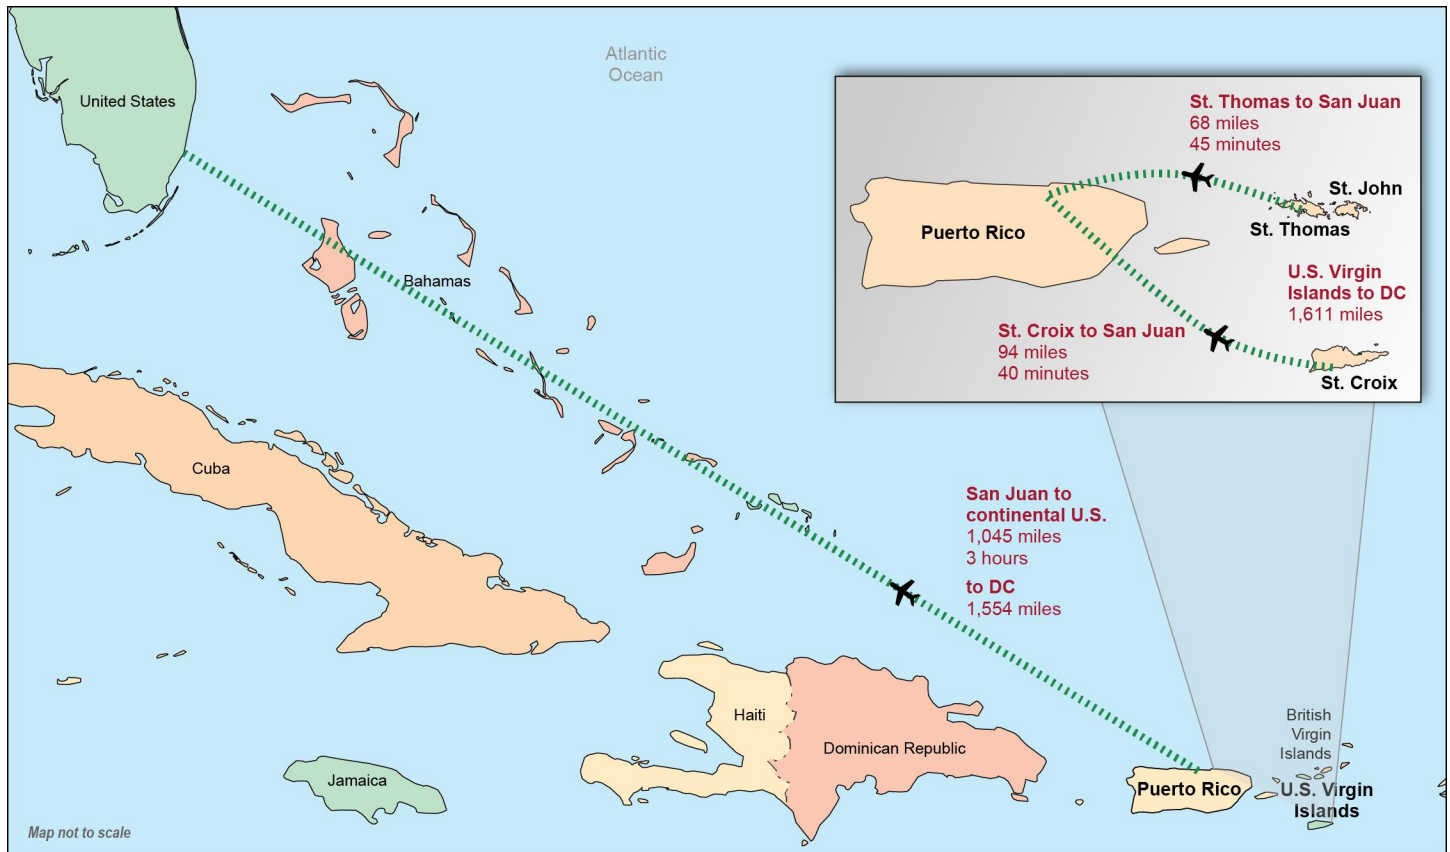 Atlantic
Ocean
United States
St. Thomas to San Juan
68 miles
45 minutes
St. John
St. Thomas
Puerto Rico
U.S. Virgin
Islands to DC
1,611 miles
St. Croix to San Juan
94 miles
40 minutes
St. Croix
Bahamas
Cuba
San Juan to
continental U.S.
1,045 miles
3 hours
to DC
1,554 miles
Haiti
Dominican Republic
Jamaica
British
Virgin
Islands
Puerto Rico
U.S. Virgin
Islands
Map not to scale